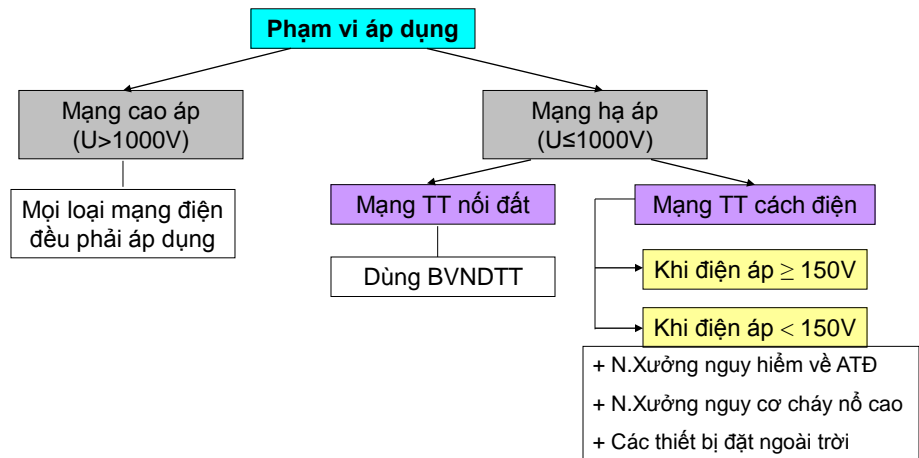 Phạm vi áp dụng
Mạng cao áp
(U>1000V)
Mọi loại mạng điện
đều phải áp dụng
Mạng hạ áp
(U≤1000V)
Mạng TT nối đất
Dùng BVNDTT
Mạng TT cách điện
Khi điện áp ≥ 150V
Khi điện áp < 150V
+ N.Xưởng nguy hiểm về ATĐ
+ N.Xưởng nguy cơ cháy nổ cao
+ Các thiết bị đặt ngoài trời